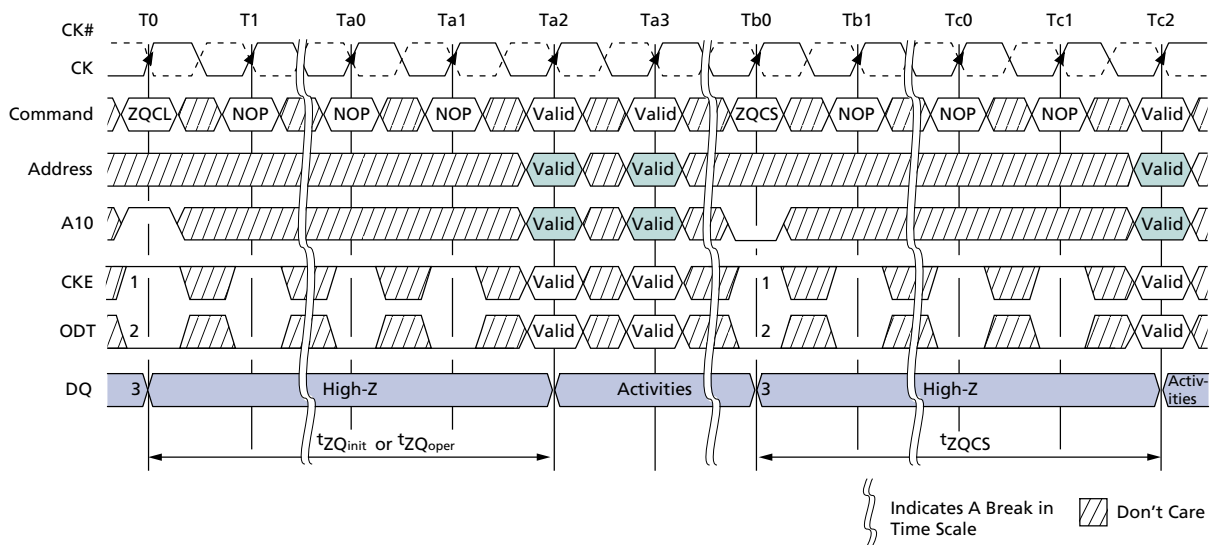 T0 T1 Ta0 Ta1 Ta2 Ta3 Tb0 Tb1 Tc0 Tc1 Tc2
CK#
CK
Command ZQCL NOP NOP NOP Valid Valid ZQCS NOP NOP NOP Valid
Address Valid Valid Valid
A10 Valid Valid Valid
CKE 1 Valid Valid 1 Valid
ODT 2 Valid Valid 2 Valid
DQ 3 High-Z Activities 3 High-Z Activ-
ities
tZQinit or tZQoper tZQCS
Indicates A Break in
Time Scale
Don't Care